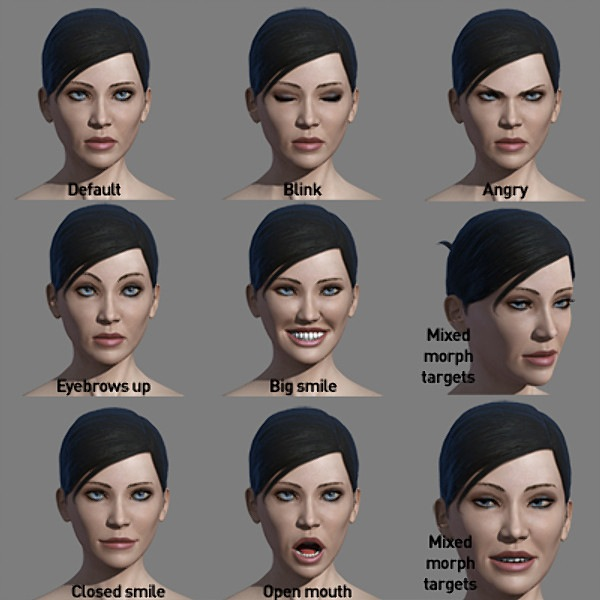 Default
Blink
Angry
Eyebrows up
Big smile
Mixed
morph
targets
Closed smile
Open mouth
Mixed
morph
targets